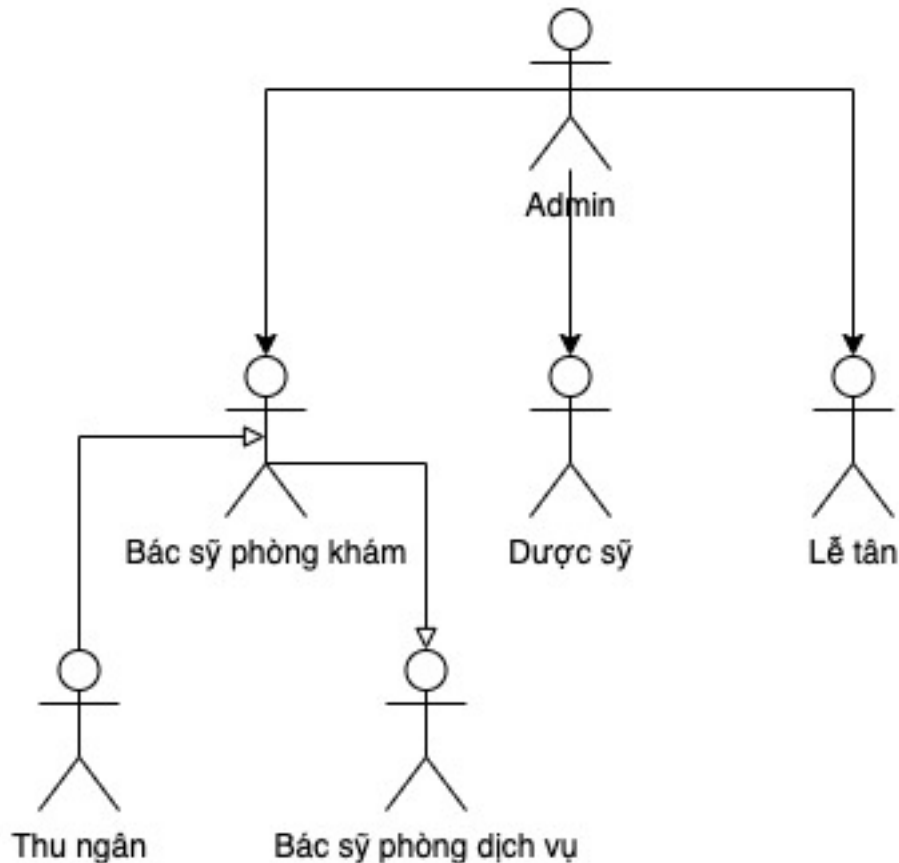 Admin
Bác sỹ phòng khám
Dược sỹ
Lễ tân
Thu ngân
Bác sỹ phòng dịch vụ